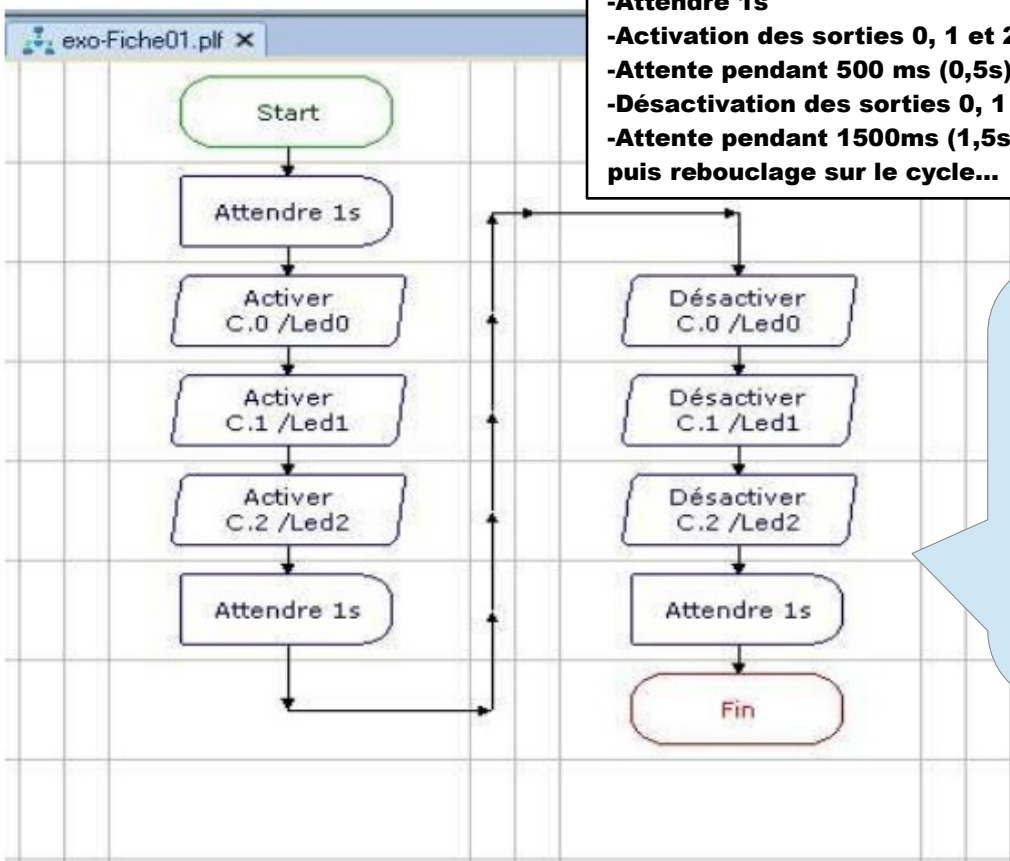 -Attendre 1s
-Activation des sorties 0, 1 et 2
-Attente pendant 500 ms (0,5s)
-Désactivation des sorties 0, 1
-Attente pendant 1500ms (1,5s
puis rebouclage sur le cycle...
exo-Fiche01.plf
Start
Attendre 1s
Activer
C.0 /Led0
Activer
C.1 /Led1
Activer
C.2 /Led2
Attendre 1s
Désactiver
C.0 /Led0
Désactiver
C.1 /Led1
Désactiver
C.2 /Led2
Attendre 1s
Fin